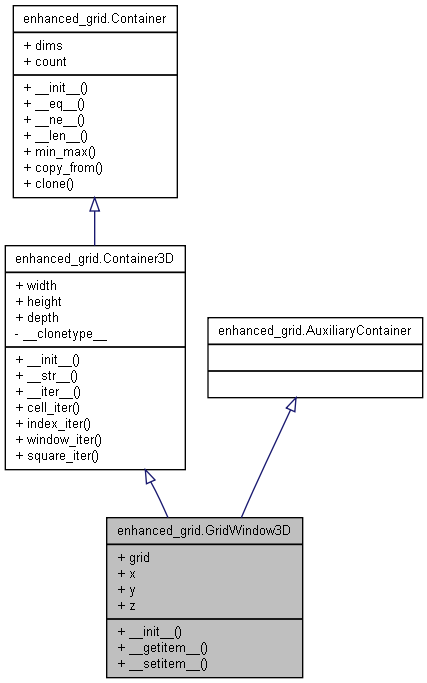 enhanced_grid.Container
+ dims
+ count
+ __init__()
+ __eq__()
+ __ne__()
+ __len__()
+ min_max()
+ copy_from()
+ clone()
enhanced_grid.Container3D
+ width
+ height
+ depth
- __clonetype__
+ __init__()
+ __str__()
+ __iter__()
+ cell_iter()
+ index_iter()
+ window_iter()
+ square_iter()
enhanced_grid.AuxiliaryContainer
enhanced_grid.GridWindow3D
+ grid
+ x
+ y
+ z
+ __init__()
+ __getitem__()
+ __setitem__()